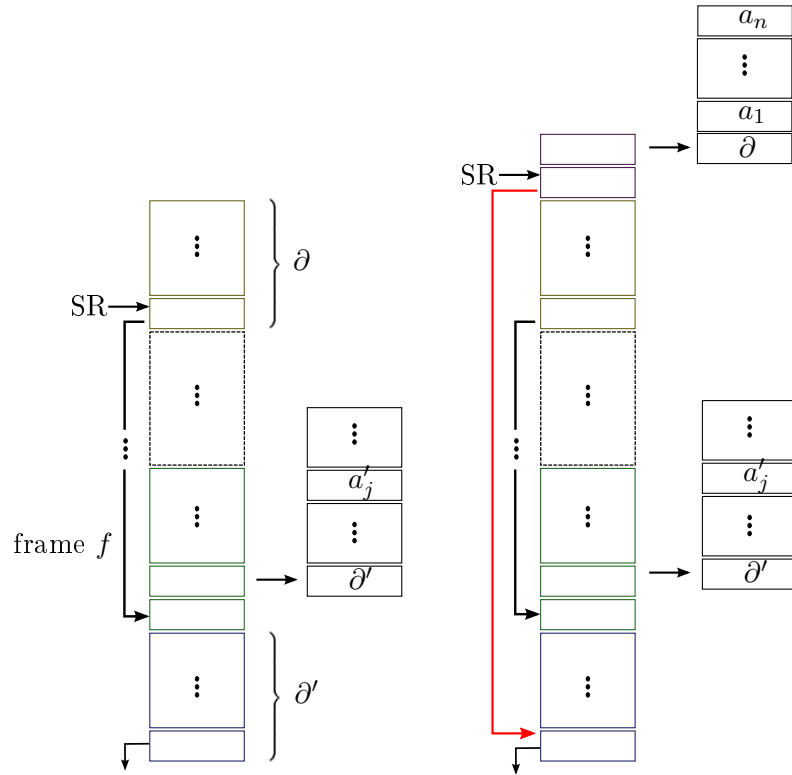 ∂
SR
⋮
a′_j
⋮
frame f
∂′
∂′
a_n
⋮
a_1
∂
SR
⋮
a′_j
⋮
∂′